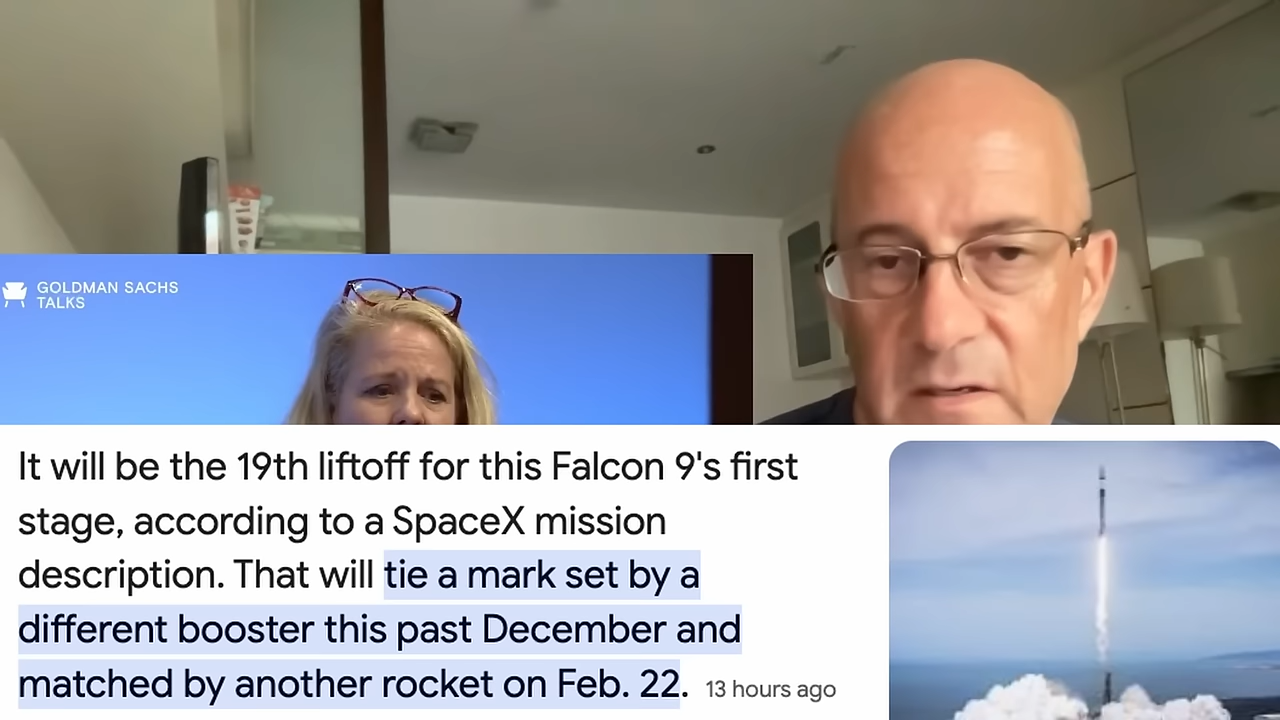 GOLDMAN SACHS
TALKS
It will be the 19th liftoff for this Falcon 9's first
stage, according to a SpaceX mission
description. That will tie a mark set by a
different booster this past December and
matched by another rocket on Feb. 22. 13 hours ago